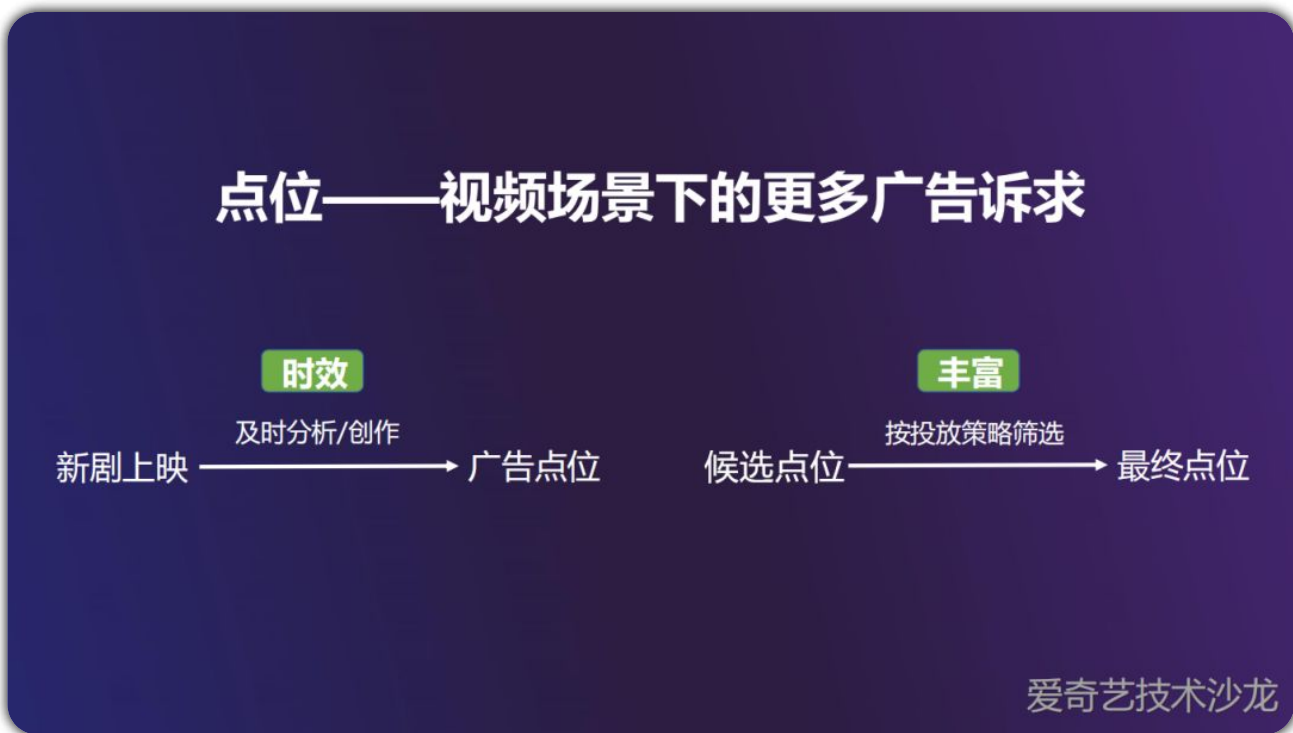 点位——视频场景下的更多广告诉求
时效
及时分析/创作
新剧上映
广告点位
丰富
按投放策略筛选
候选点位
最终点位
爱奇艺技术沙龙